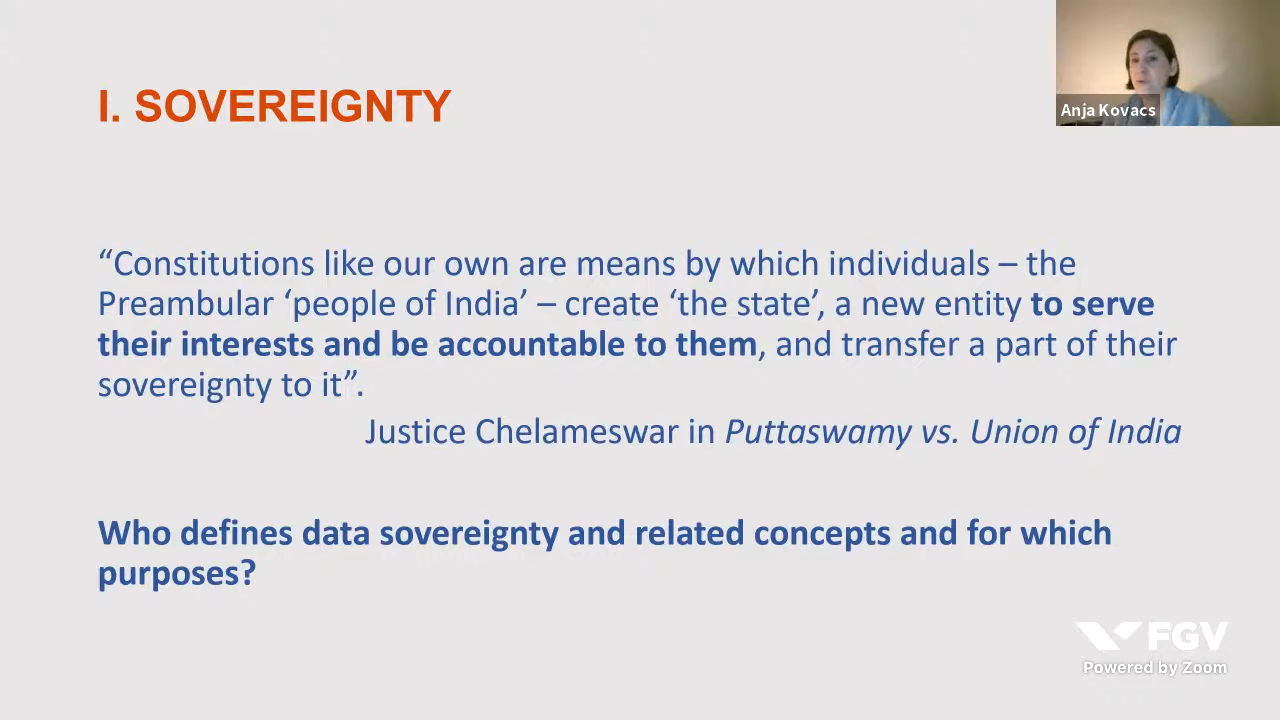 I. SOVEREIGNTY
Anja Kovacs
“Constitutions like our own are means by which individuals – the
Preambular ‘people of India’ – create ‘the state’, a new entity to serve
their interests and be accountable to them, and transfer a part of their
sovereignty to it”.
Justice Chelameswar in Puttaswamy vs. Union of India
Who defines data sovereignty and related concepts and for which
purposes?
FGV
Powered by Zoom